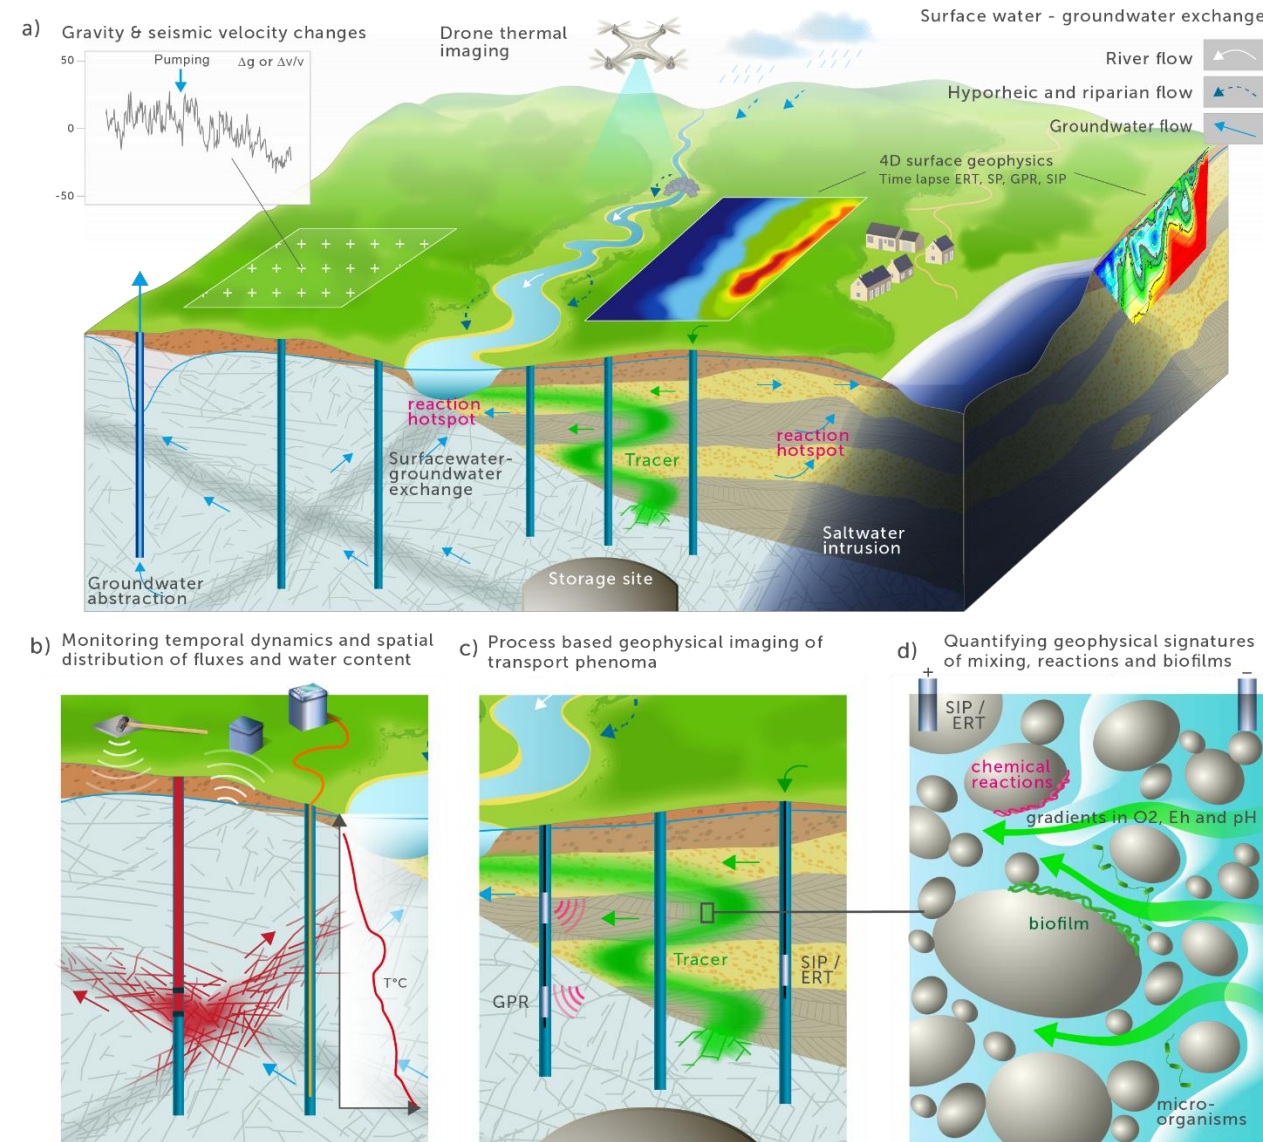 a)
Gravity & seismic velocity changes
50
Pumping
Δg or Δv/v
0
-50
Drone thermal
imaging
Surface water - groundwater exchange
River flow
Hyporheic and riparian flow
Groundwater flow
4D surface geophysics
Time lapse ERT, SP, GPR, SIP
reaction
hotspot
Surfacewater-
groundwater
exchange
Tracer
reaction
hotspot
Saltwater
intrusion
Groundwater
abstraction
Storage site
b)
Monitoring temporal dynamics and spatial
distribution of fluxes and water content
T°C
c)
Process based geophysical imaging of
transport phenoma
GPR
Tracer
SIP /
ERT
d)
Quantifying geophysical signatures
of mixing, reactions and biofilms
+
−
SIP /
ERT
chemical
reactions
gradients in O2, Eh and pH
biofilm
micro-
organisms